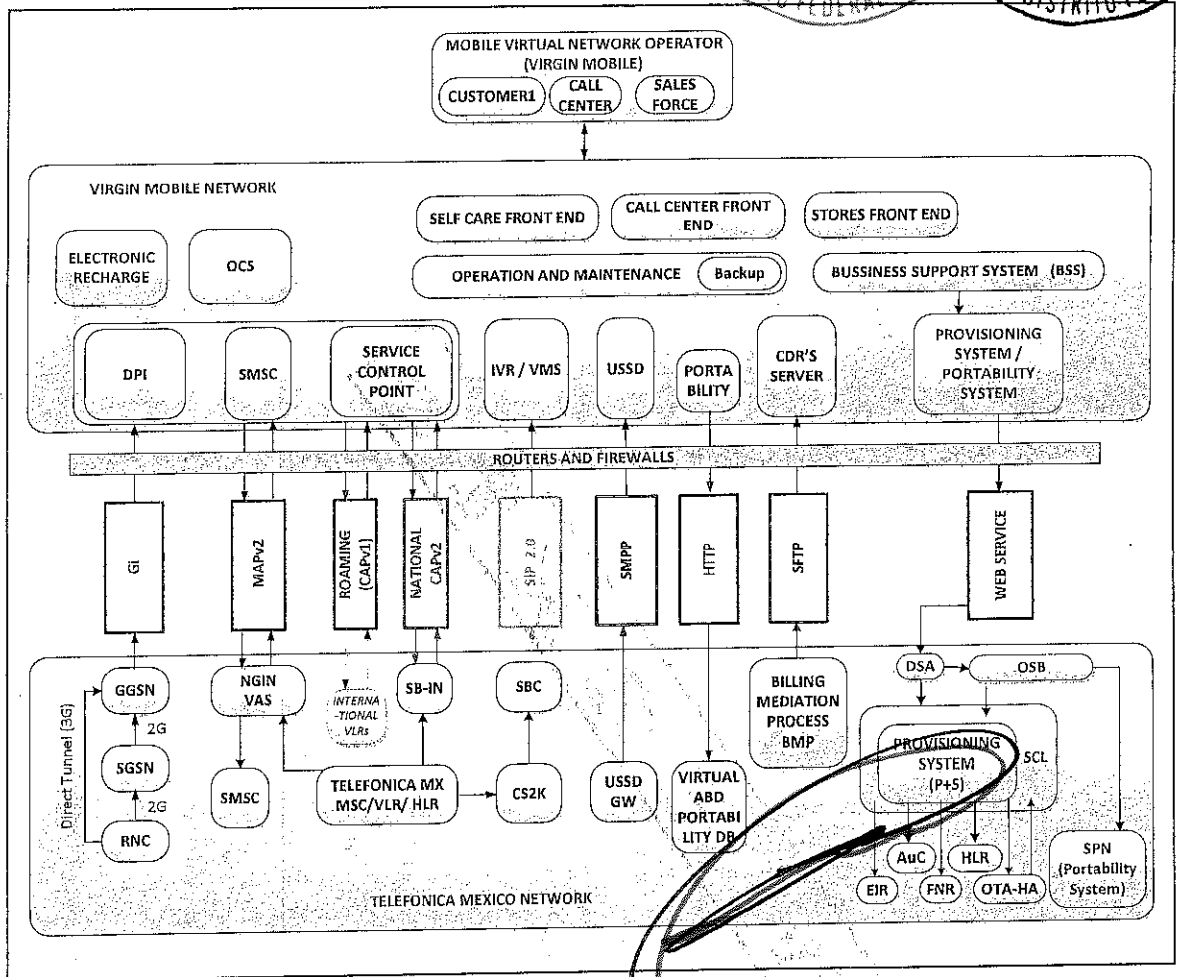 O FEDERAL
DISTRITO
MOBILE VIRTUAL NETWORK OPERATOR
(VIRGIN MOBILE)
CUSTOMER1
CALL
CENTER
SALES
FORCE
VIRGIN MOBILE NETWORK
SELF CARE FRONT END
CALL CENTER FRONT
END
STORES FRONT END
ELECTRONIC
RECHARGE
OCS
OPERATION AND MAINTENANCE
Backup
BUSSINESS SUPPORT SYSTEM (BSS)
DPI
SMSC
SERVICE
CONTROL
POINT
IVR / VMS
USSD
PORTA
BILITY
CDR'S
SERVER
PROVISIONING
SYSTEM /
PORTABILITY
SYSTEM
ROUTERS AND FIREWALLS
Gi
MAPv2
ROAMING
(CAPv1)
NATIONAL
CAPv2
SIP 2.0
SMPP
HTTP
SFTP
WEB SERVICE
Direct Tunnel (3G)
GGSN
2G
SGSN
2G
RNC
NGIN
VAS
SMSC
INTERNA
-TIONAL
VLRs
SB-IN
TELEFONICA MX
MSC/VLR/ HLR
SBC
CS2K
USSD
GW
VIRTUAL
ABD
PORTABI
LITY DB
BILLING
MEDIATION
PROCESS
BMP
DSA
OSB
PROVISIONING
SYSTEM
(P+S)
SCL
AuC
HLR
EIR
FNR
OTA-HA
SPN
(Portability
System)
TELEFONICA MEXICO NETWORK